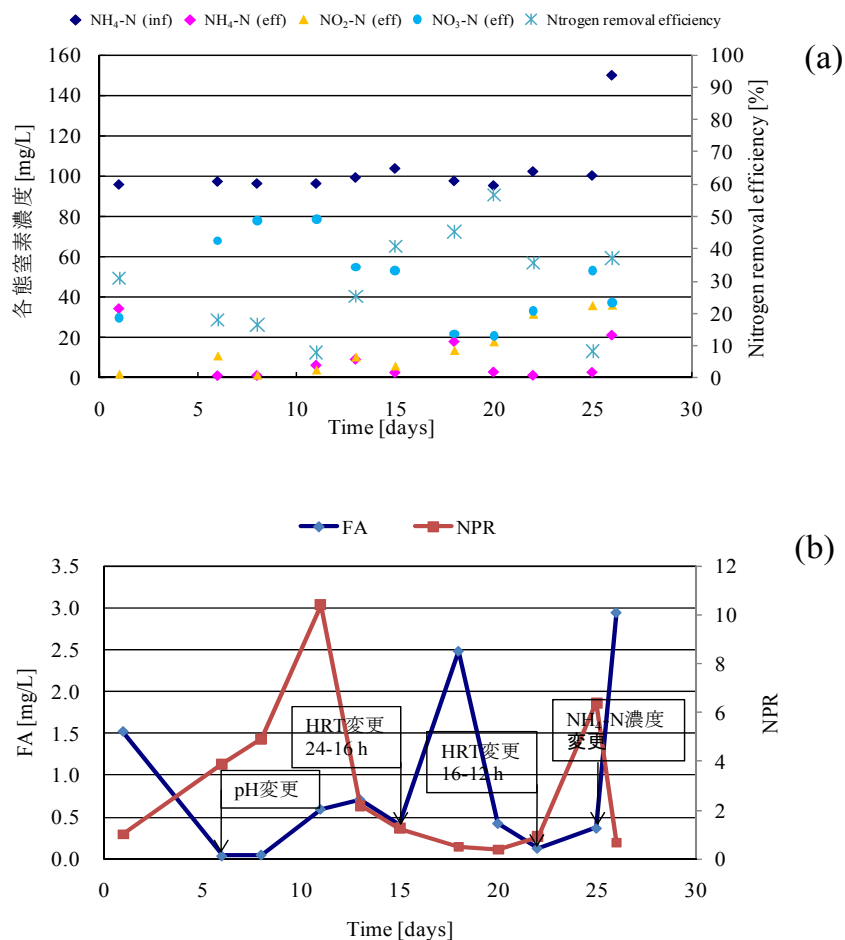 NH₄-N (inf) NH₄-N (eff) NO₂-N (eff) NO₃-N (eff) Ntrogen removal efficiency
(a)
160
140
120
100
80
60
40
20
0
各態窒素濃度 [mg/L]
100
90
80
70
60
50
40
30
20
10
0
Nitrogen removal efficiency [%]
0 5 10 15 20 25 30
Time [days]
FA NPR
(b)
3.5
3.0
2.5
2.0
1.5
1.0
0.5
0.0
FA [mg/L]
12
10
8
6
4
2
0
NPR
pH変更
HRT変更
24-16 h
HRT変更
16-12 h
NH₄-N濃度
変更
0 5 10 15 20 25 30
Time [days]